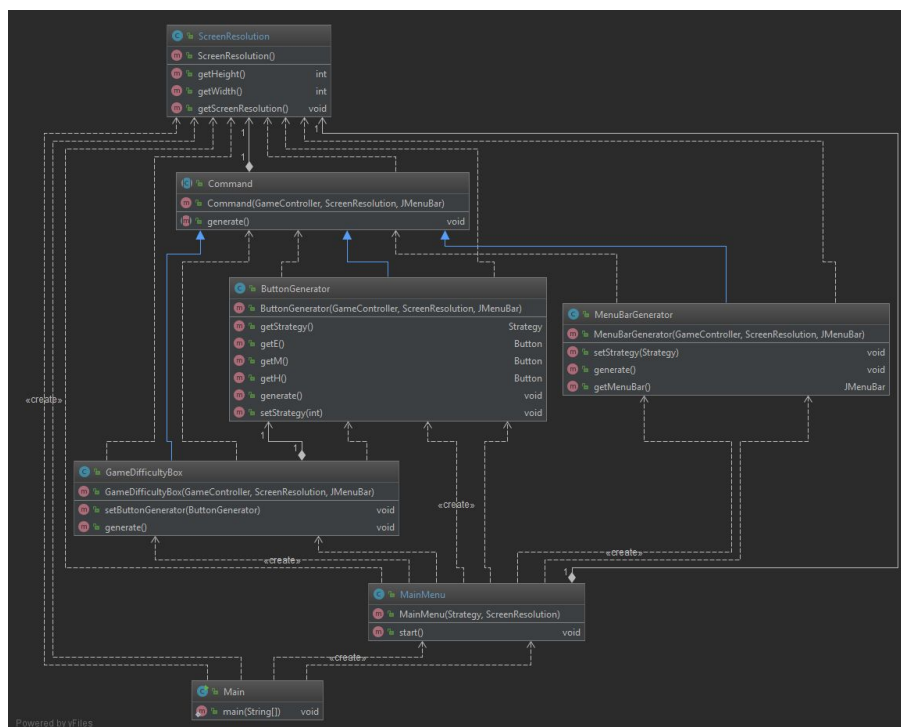 ScreenResolution
ScreenResolution()
getHeight() int
getWidth() int
getScreenResolution() void
1
1
1
Command
Command(GameController, ScreenResolution, JMenuBar)
generate() void
ButtonGenerator
ButtonGenerator(GameController, ScreenResolution, JMenuBar)
getStrategy() Strategy
getE() Button
getM() Button
getH() Button
generate() void
setStrategy(int) void
MenuBarGenerator
MenuBarGenerator(GameController, ScreenResolution, JMenuBar)
setStrategy(Strategy) void
generate() void
getMenuBar() JMenuBar
«create»
1
1
GameDifficultyBox
GameDifficultyBox(GameController, ScreenResolution, JMenuBar)
setButtonGenerator(ButtonGenerator) void
generate() void
«create»
«create»
«create»
1
MainMenu
MainMenu(Strategy, ScreenResolution)
start() void
«create»
Main
main(String[]) void
Powered by yFiles